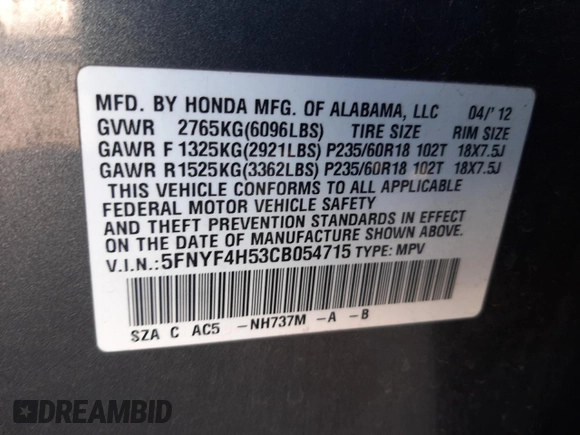 MFD. BY HONDA MFG. OF ALABAMA, LLC 04/'12
GVWR 2765KG(6096LBS) TIRE SIZE RIM SIZE
GAWR F 1325KG(2921LBS) P235/60R18 102T 18X7.5J
GAWR R 1525KG(3362LBS) P235/60R18 102T 18X7.5J
THIS VEHICLE CONFORMS TO ALL APPLICABLE
FEDERAL MOTOR VEHICLE SAFETY
AND THEFT PREVENTION STANDARDS IN EFFECT
ON THE DATE OF MANUFACTURE SHOWN ABOVE.
V.I.N.:5FNYF4H53CB054715 TYPE: MPV
SZA C AC5 -NH737M -A -B
DREAMBID